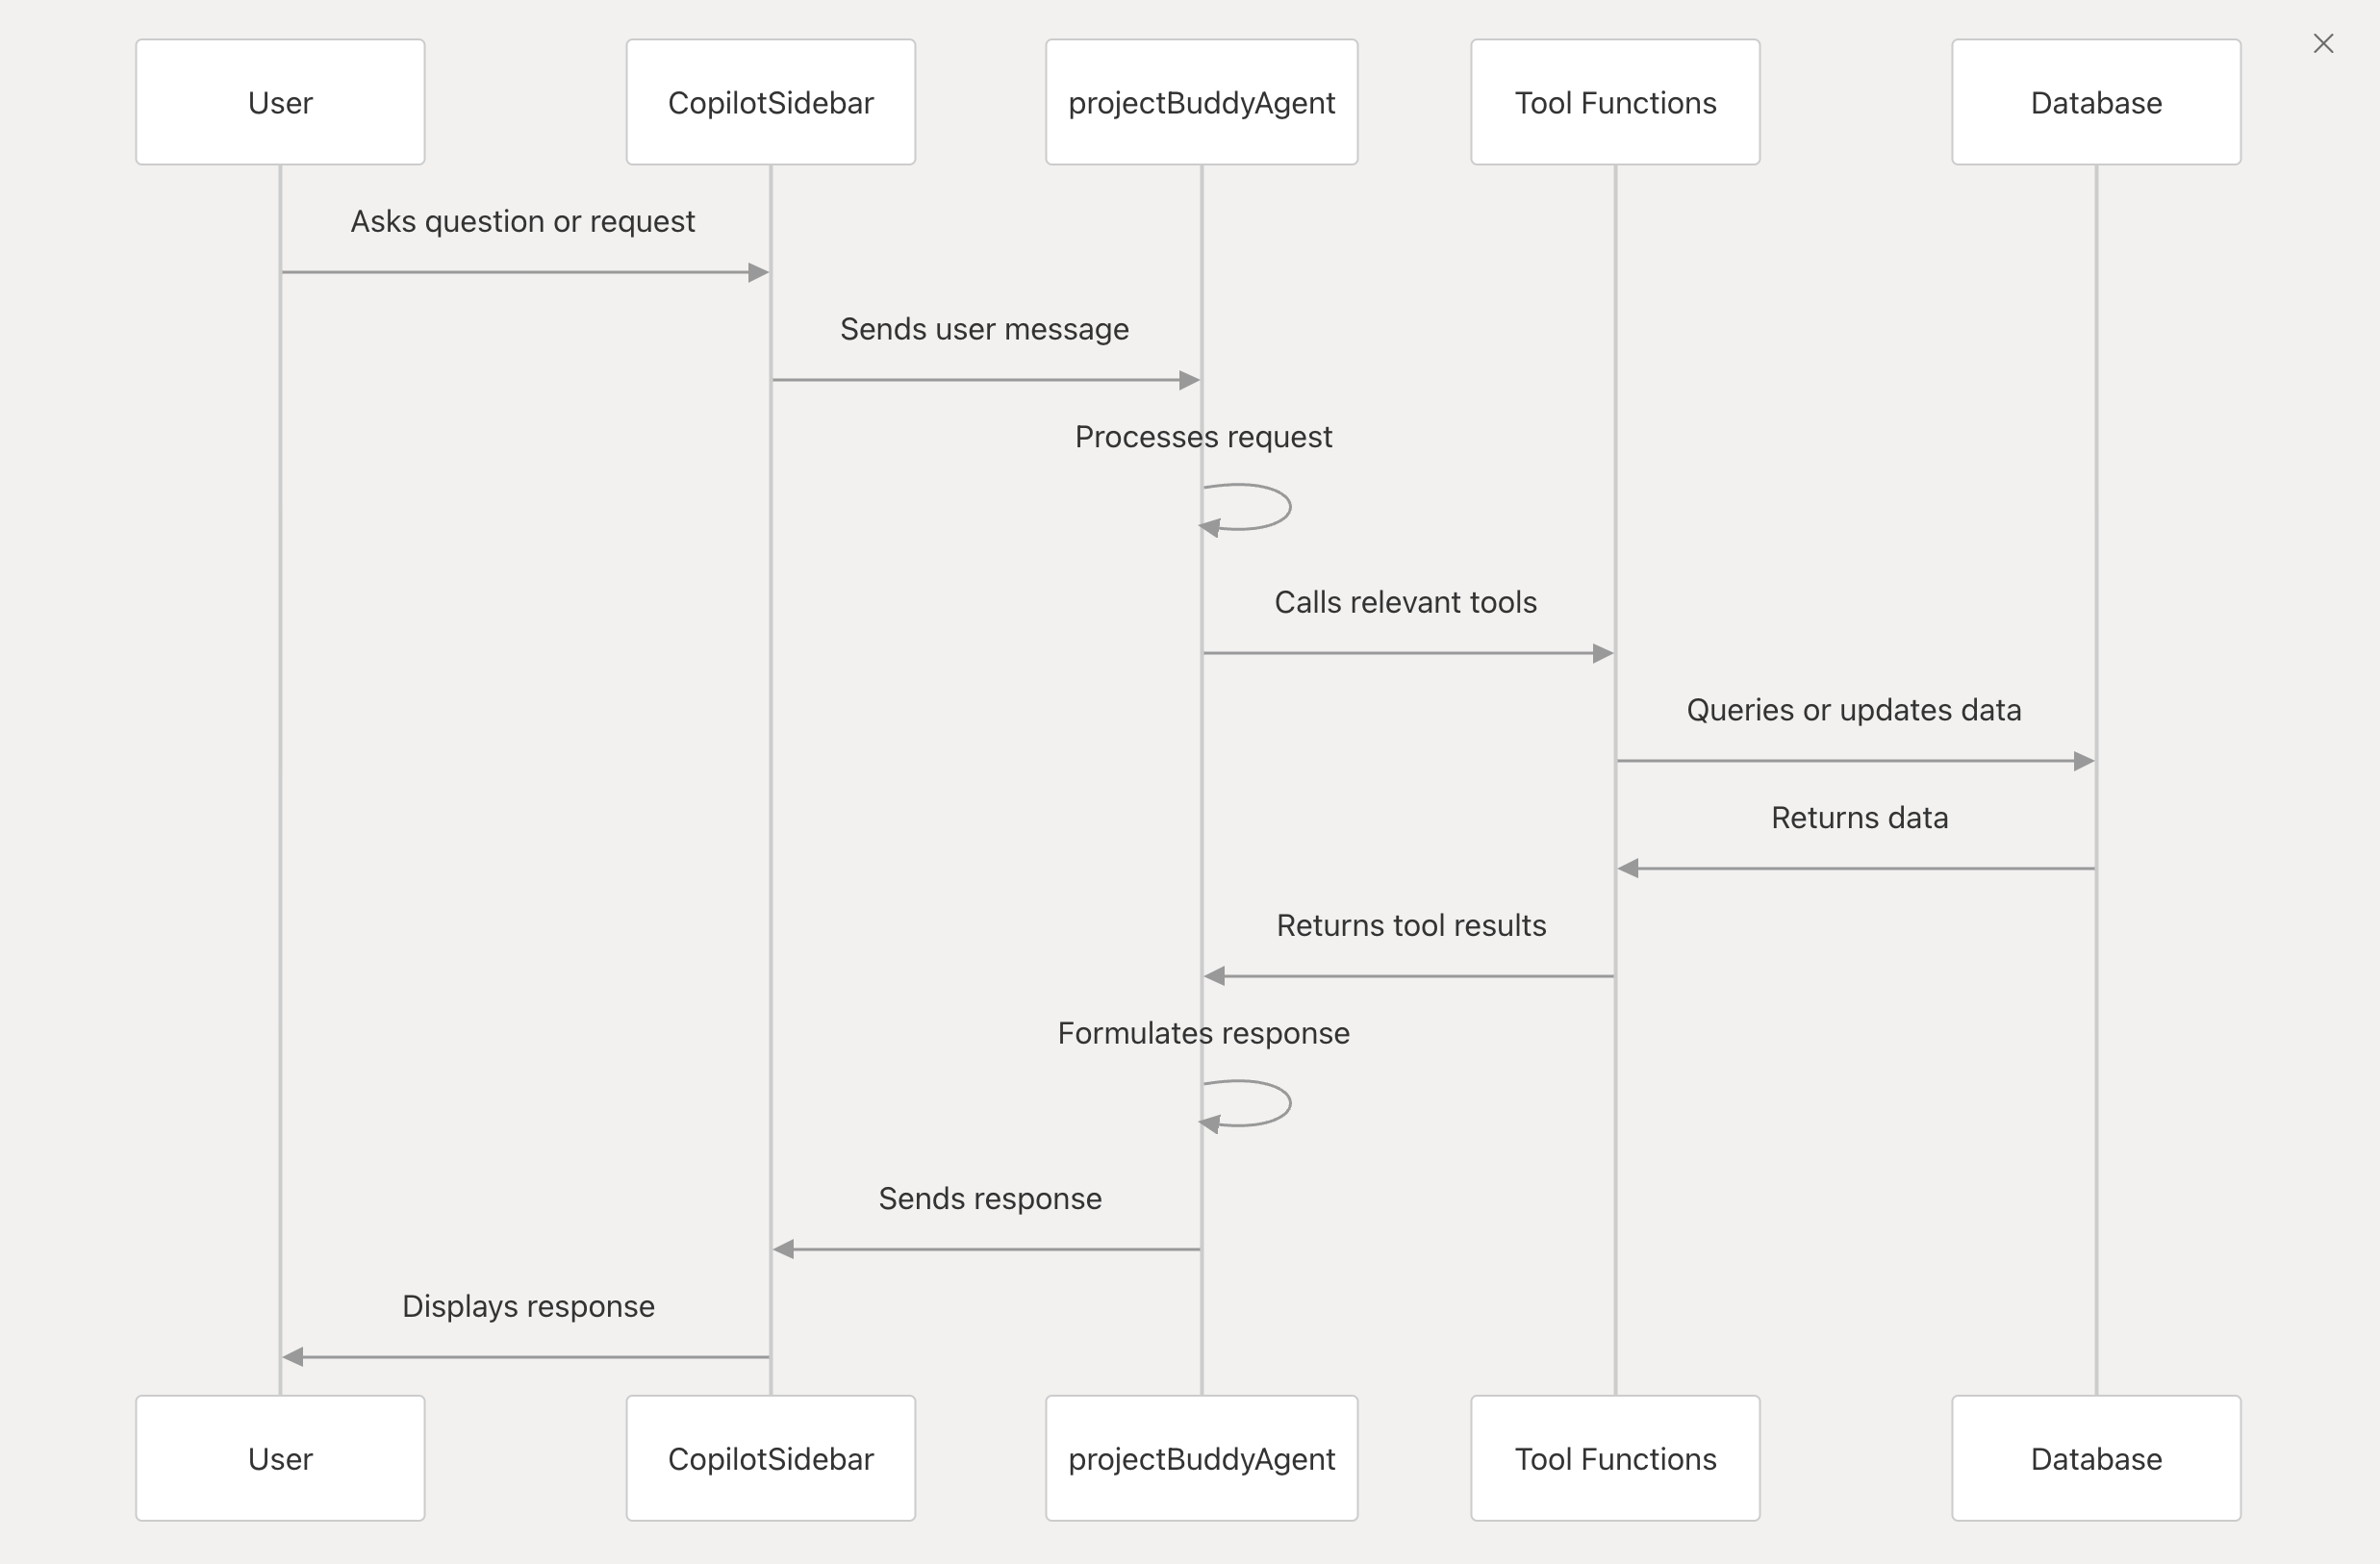 User
CopilotSidebar
projectBuddyAgent
Tool Functions
Database
Asks question or request
Sends user message
Processes request
Calls relevant tools
Queries or updates data
Returns data
Returns tool results
Formulates response
Sends response
Displays response
User
CopilotSidebar
projectBuddyAgent
Tool Functions
Database